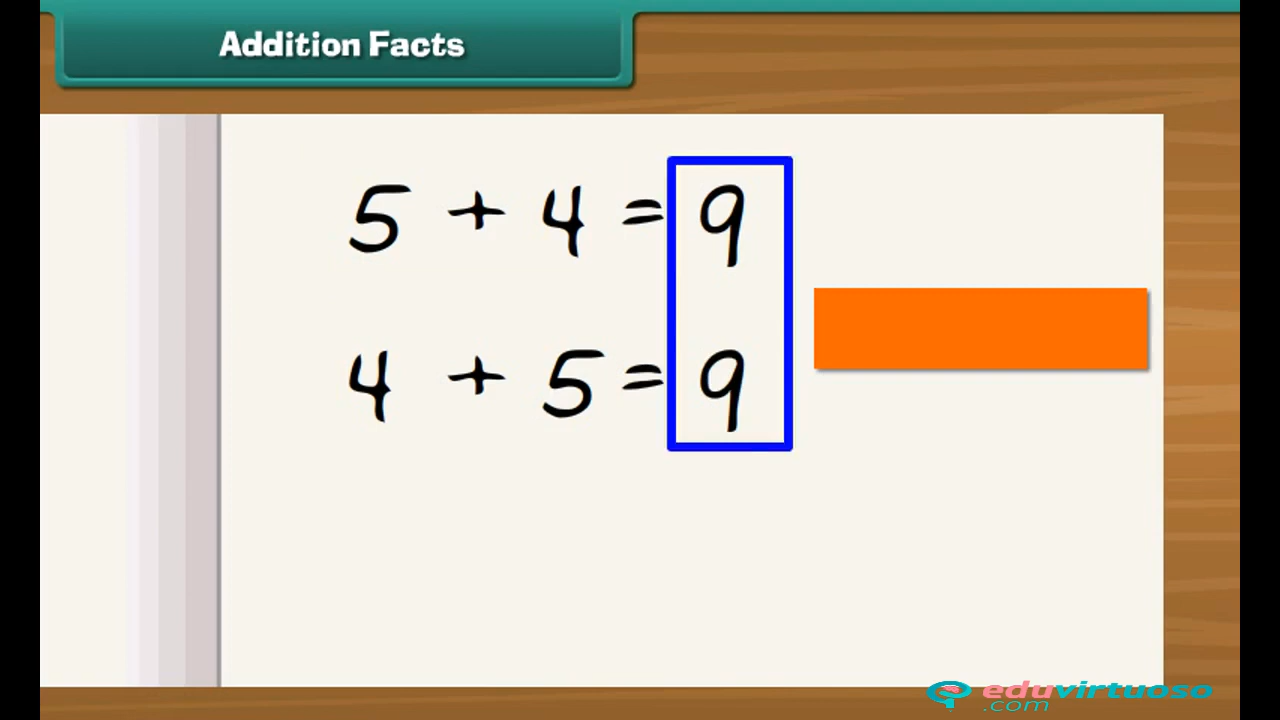 Addition Facts
5 + 4 = 9
4 + 5 = 9
eduvirtuoso
.com